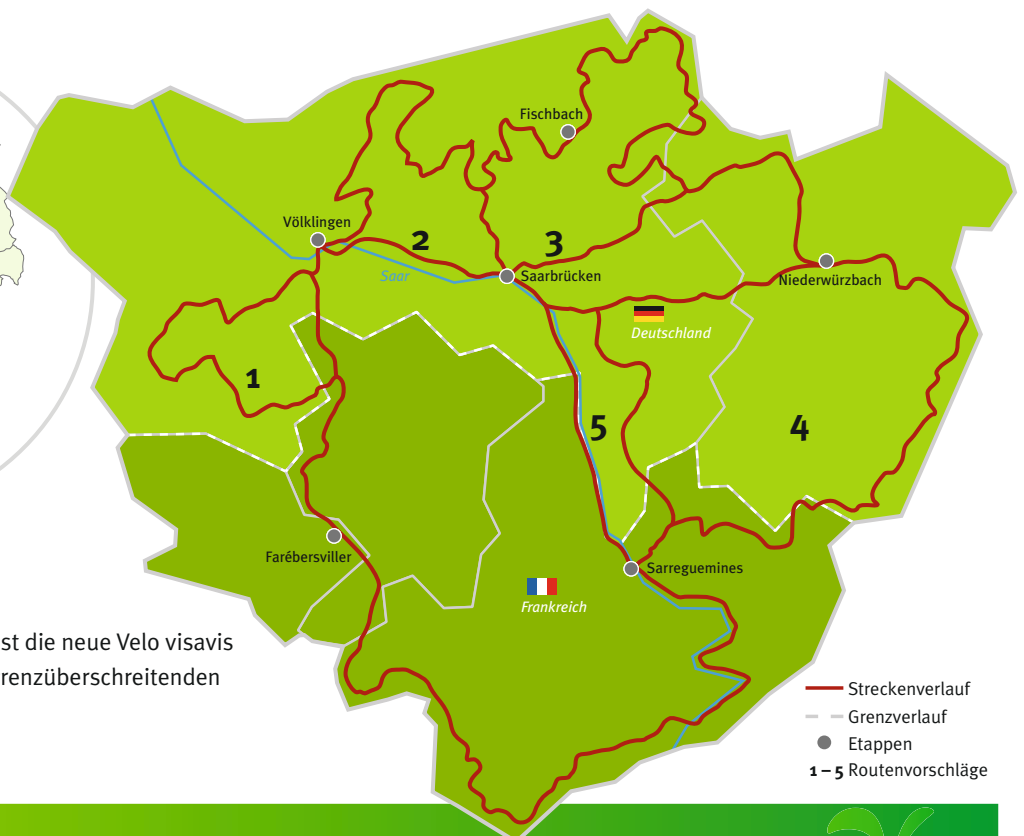 Fischbach
Völklingen
2
3
Saar
Saarbrücken
Niederwürzbach
Deutschland
1
5
4
Farébersviller
Sarreguemines
Frankreich
st die neue Velo visavis
renzüberschreitenden
Streckenverlauf
Grenzverlauf
Etappen
1 – 5 Routenvorschläge